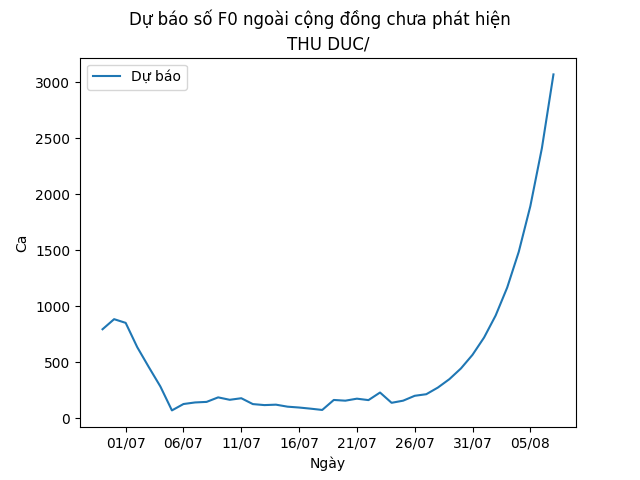 Dự báo số F0 ngoài cộng đồng chưa phát hiện
THU DUC/
Dự báo
3000
2500
2000
1500
1000
500
0
Ca
01/07 06/07 11/07 16/07 21/07 26/07 31/07 05/08
Ngày